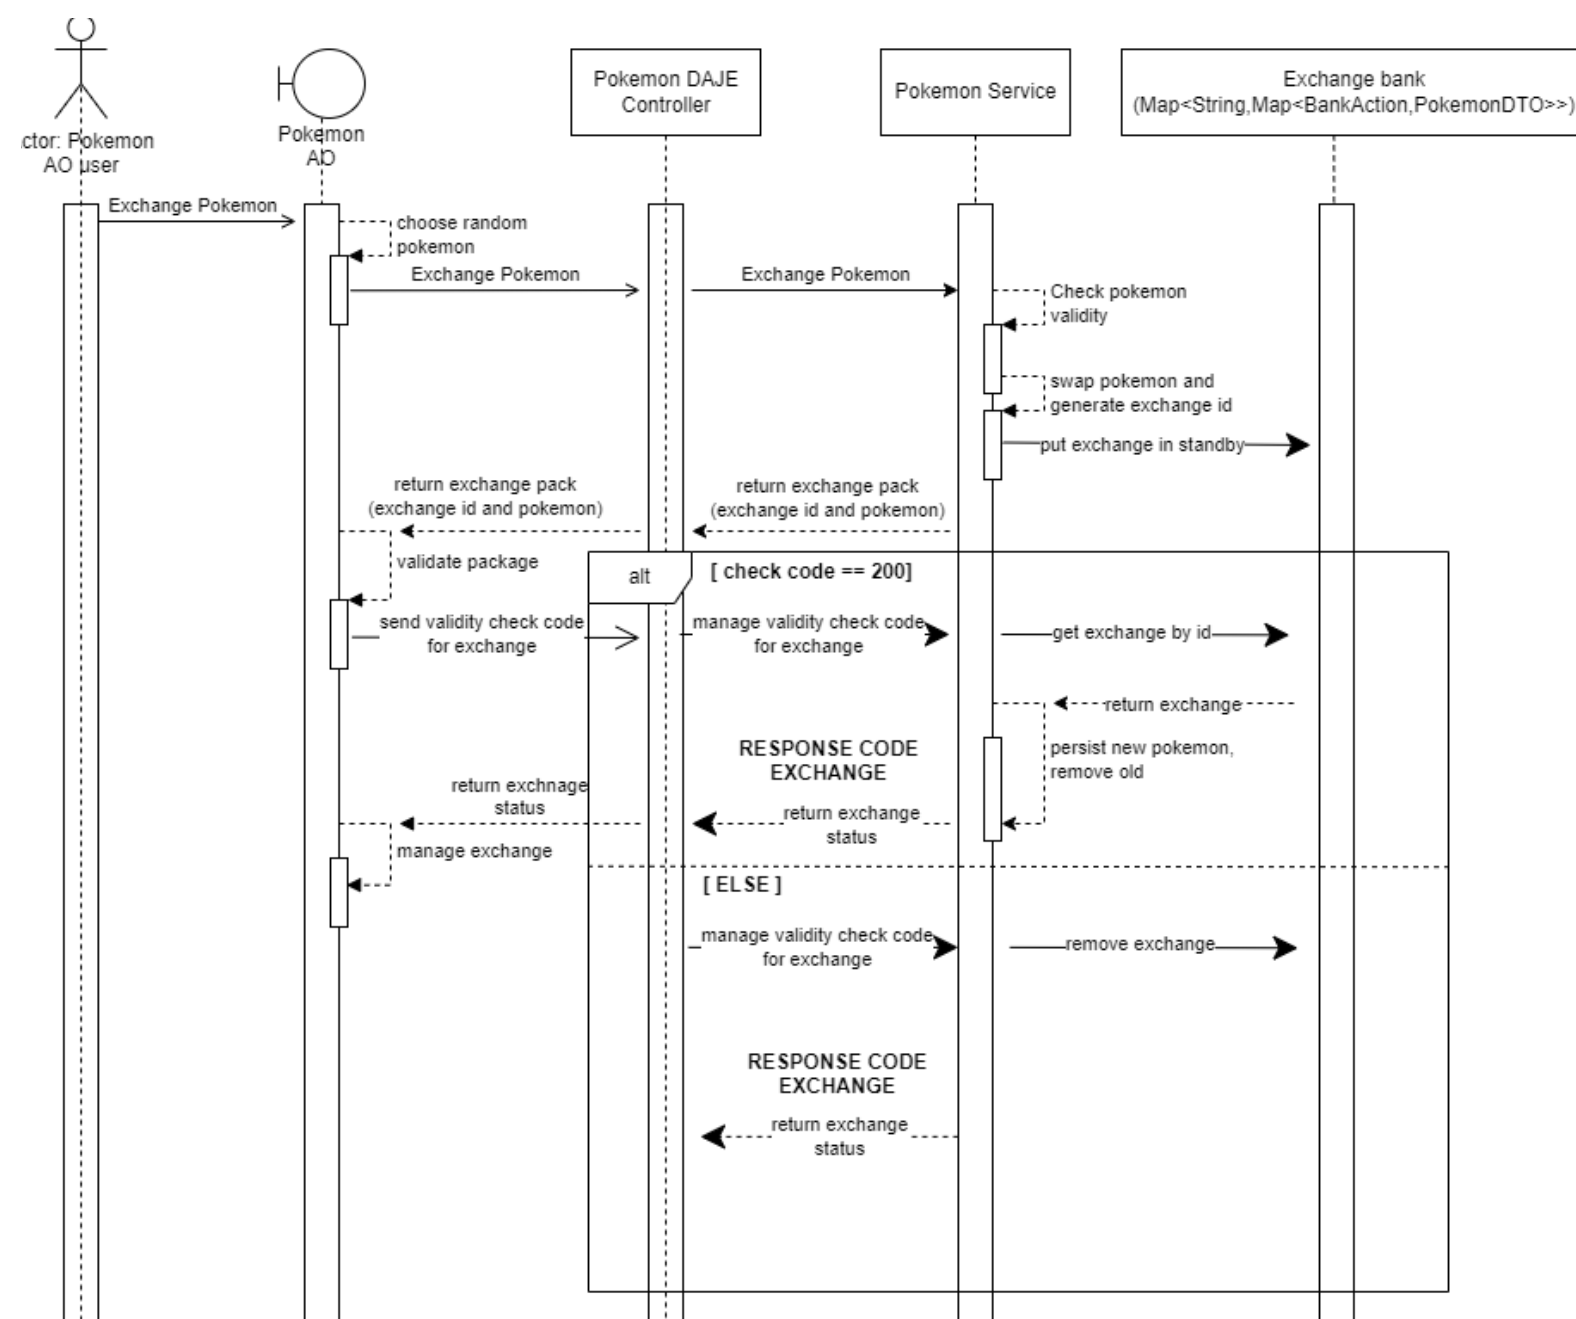 ctor: Pokemon
AO user
Pokemon
AO
Pokemon DAJE
Controller
Pokemon Service
Exchange bank
(Map<String,Map<BankAction,PokemonDTO>>)
Exchange Pokemon
choose random
pokemon
Exchange Pokemon
Exchange Pokemon
Check pokemon
validity
swap pokemon and
generate exchange id
put exchange in standby
return exchange pack
(exchange id and pokemon)
return exchange pack
(exchange id and pokemon)
validate package
alt
[ check code == 200]
send validity check code
for exchange
manage validity check code
for exchange
get exchange by id
return exchange
persist new pokemon,
remove old
RESPONSE CODE
EXCHANGE
return exchnage
status
return exchange
status
manage exchange
[ ELSE ]
manage validity check code
for exchange
remove exchange
RESPONSE CODE
EXCHANGE
return exchange
status